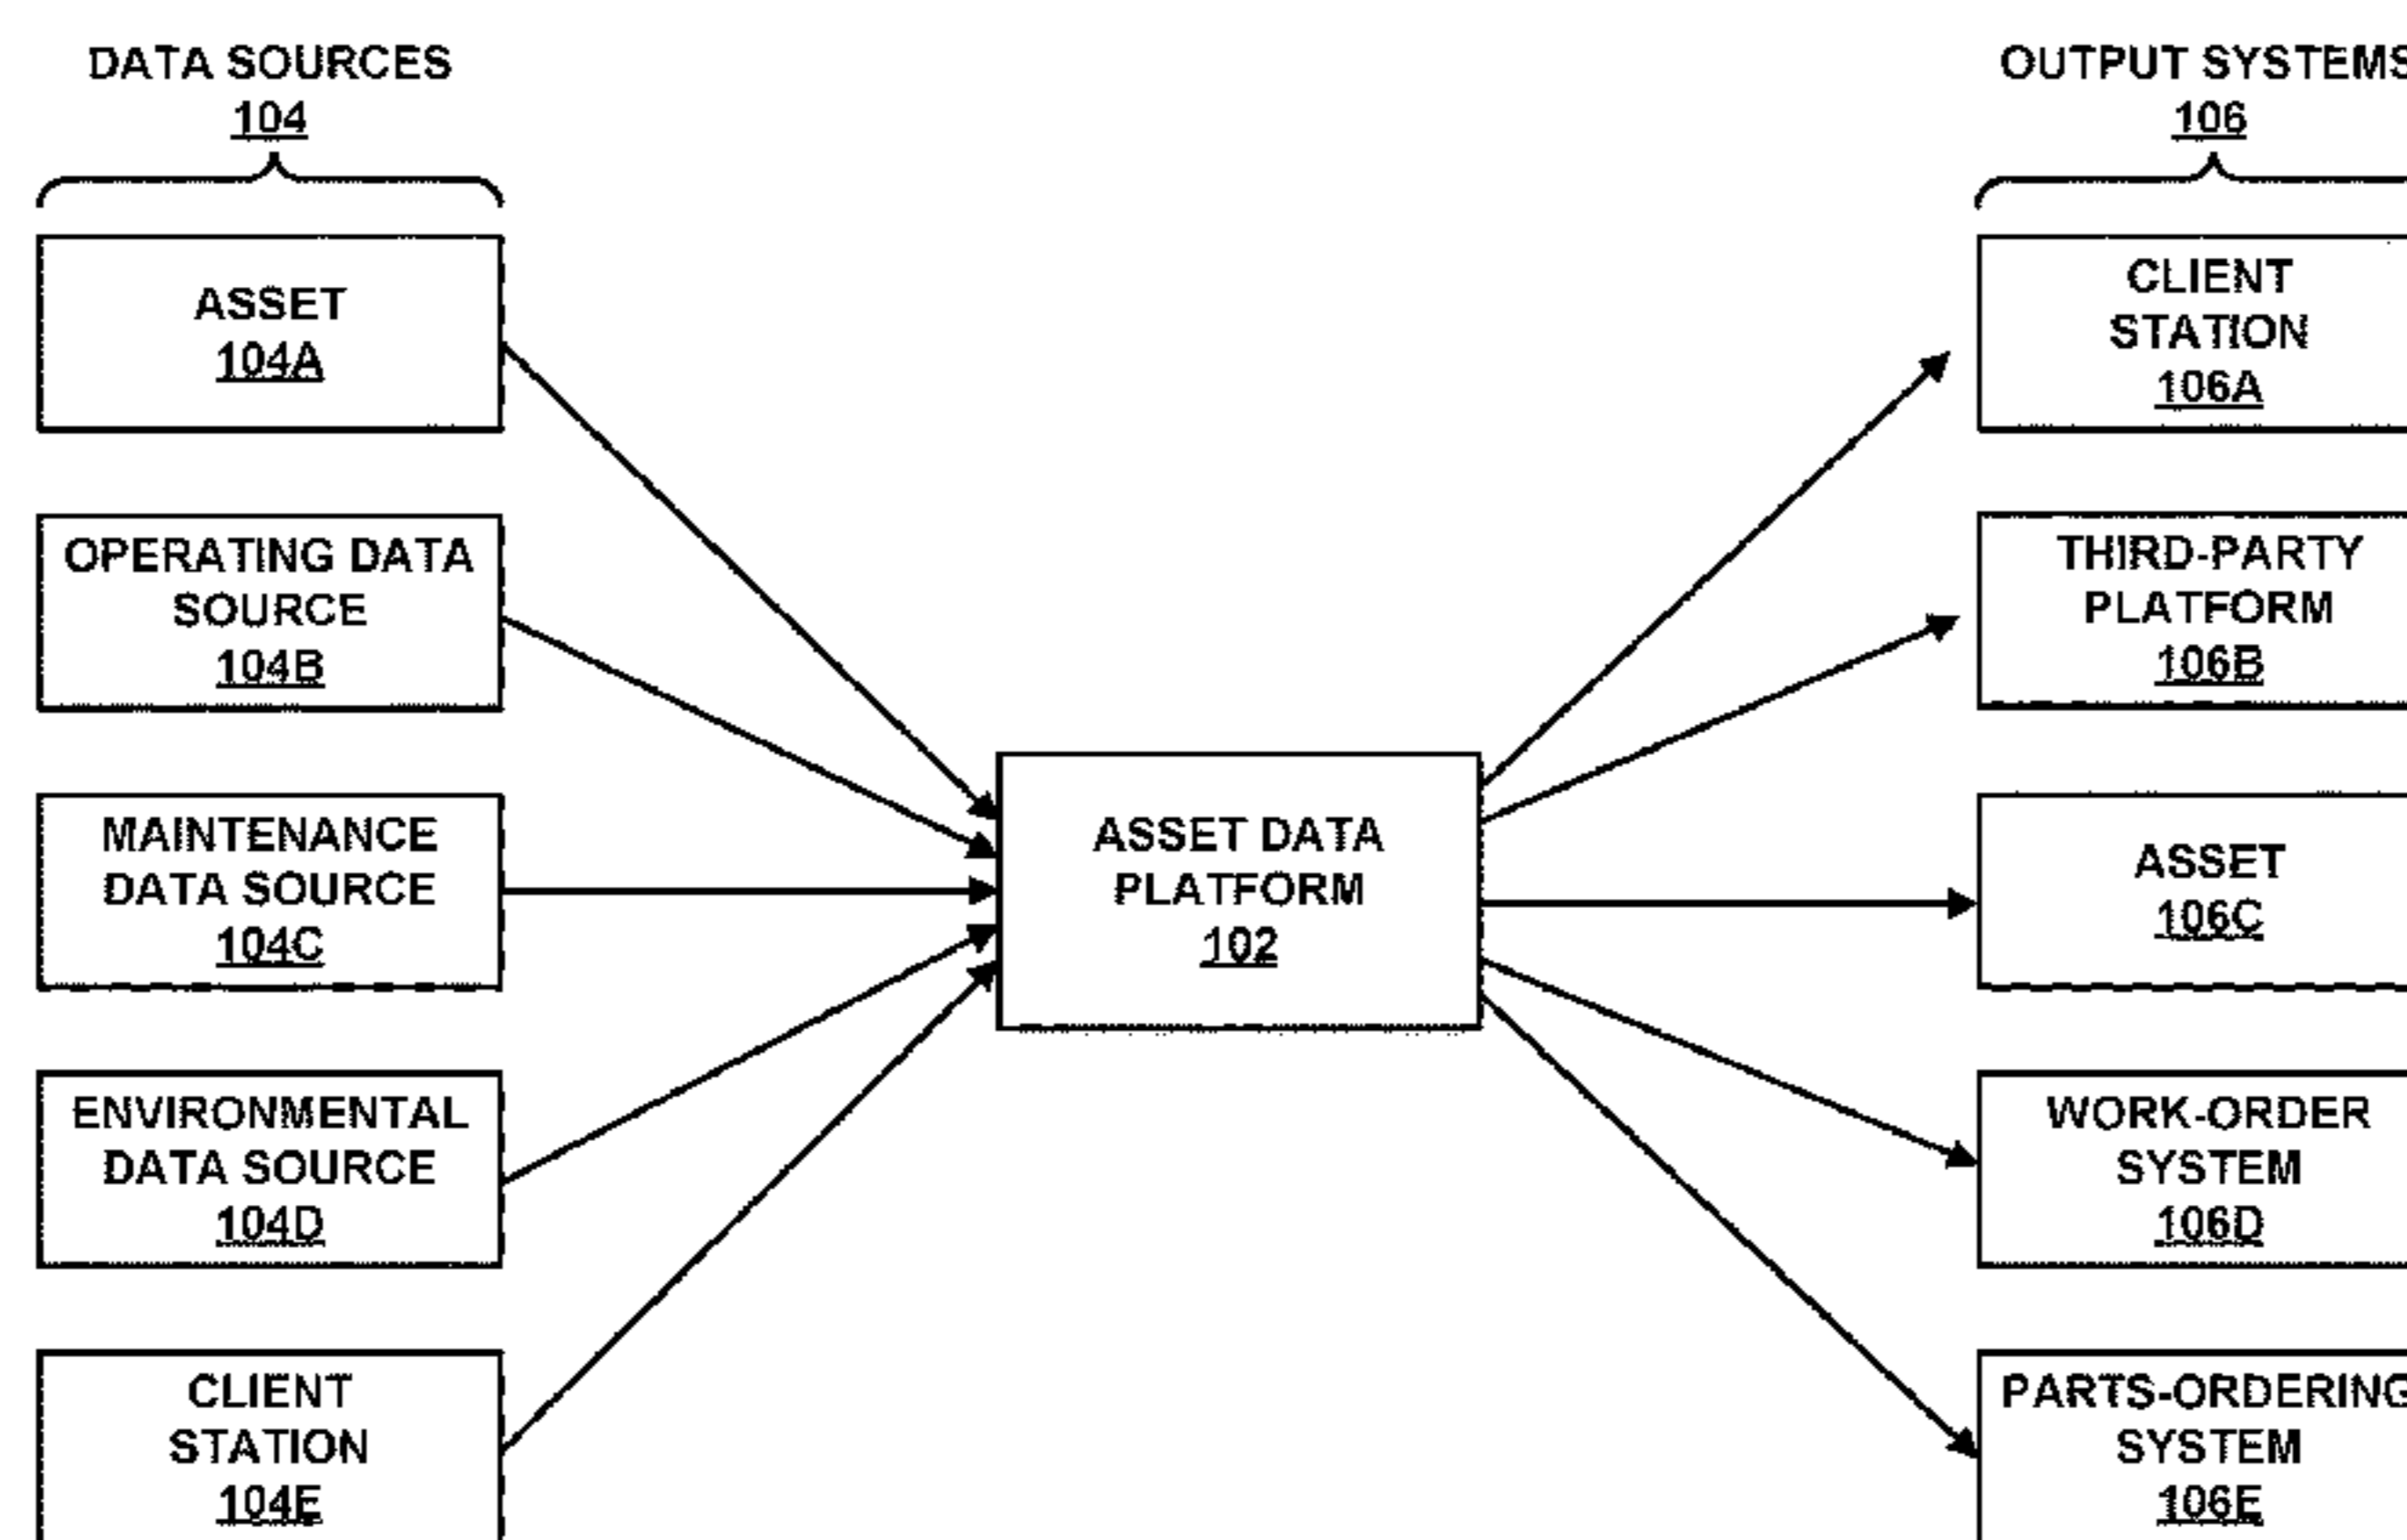 DATA SOURCES
104
ASSET
104A
OPERATING DATA
SOURCE
104B
MAINTENANCE
DATA SOURCE
104C
ENVIRONMENTAL
DATA SOURCE
104D
CLIENT
STATION
104E
ASSET DATA
PLATFORM
102
OUTPUT SYSTEMS
106
CLIENT
STATION
106A
THIRD-PARTY
PLATFORM
106B
ASSET
106C
WORK-ORDER
SYSTEM
106D
PARTS-ORDERING
SYSTEM
106E